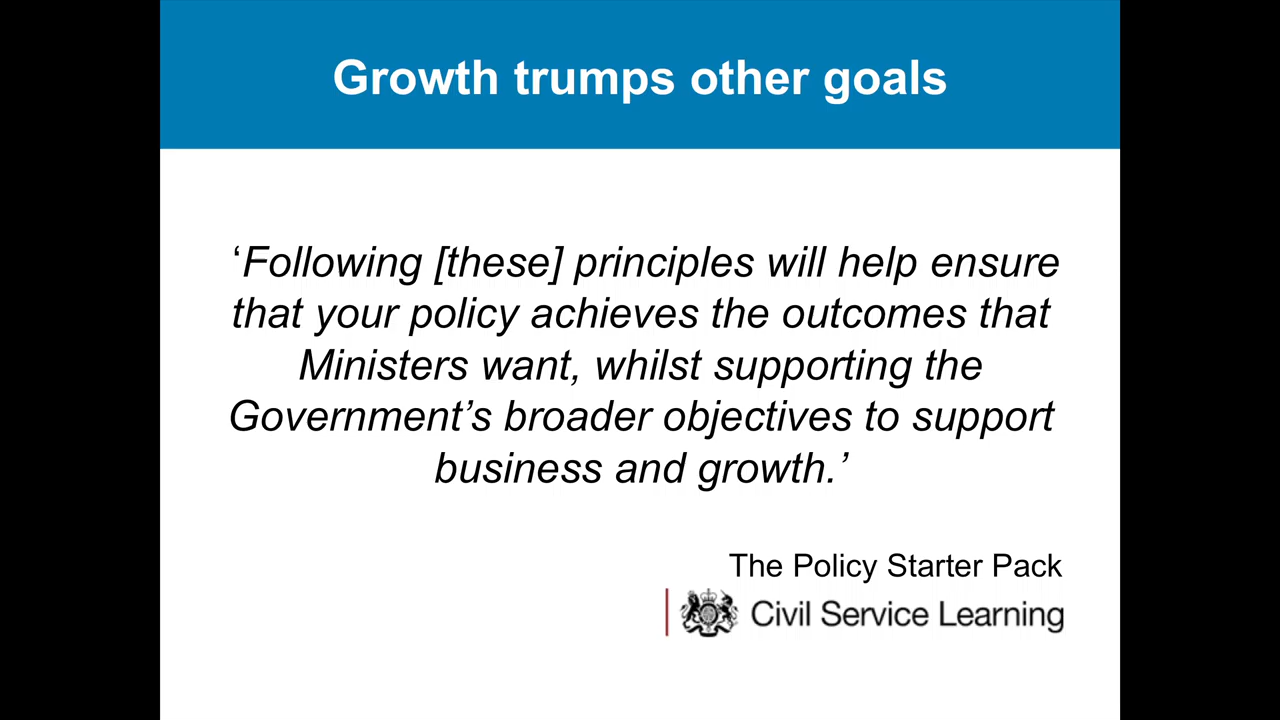 Growth trumps other goals
‘Following [these] principles will help ensure
that your policy achieves the outcomes that
Ministers want, whilst supporting the
Government’s broader objectives to support
business and growth.’
The Policy Starter Pack
Civil Service Learning